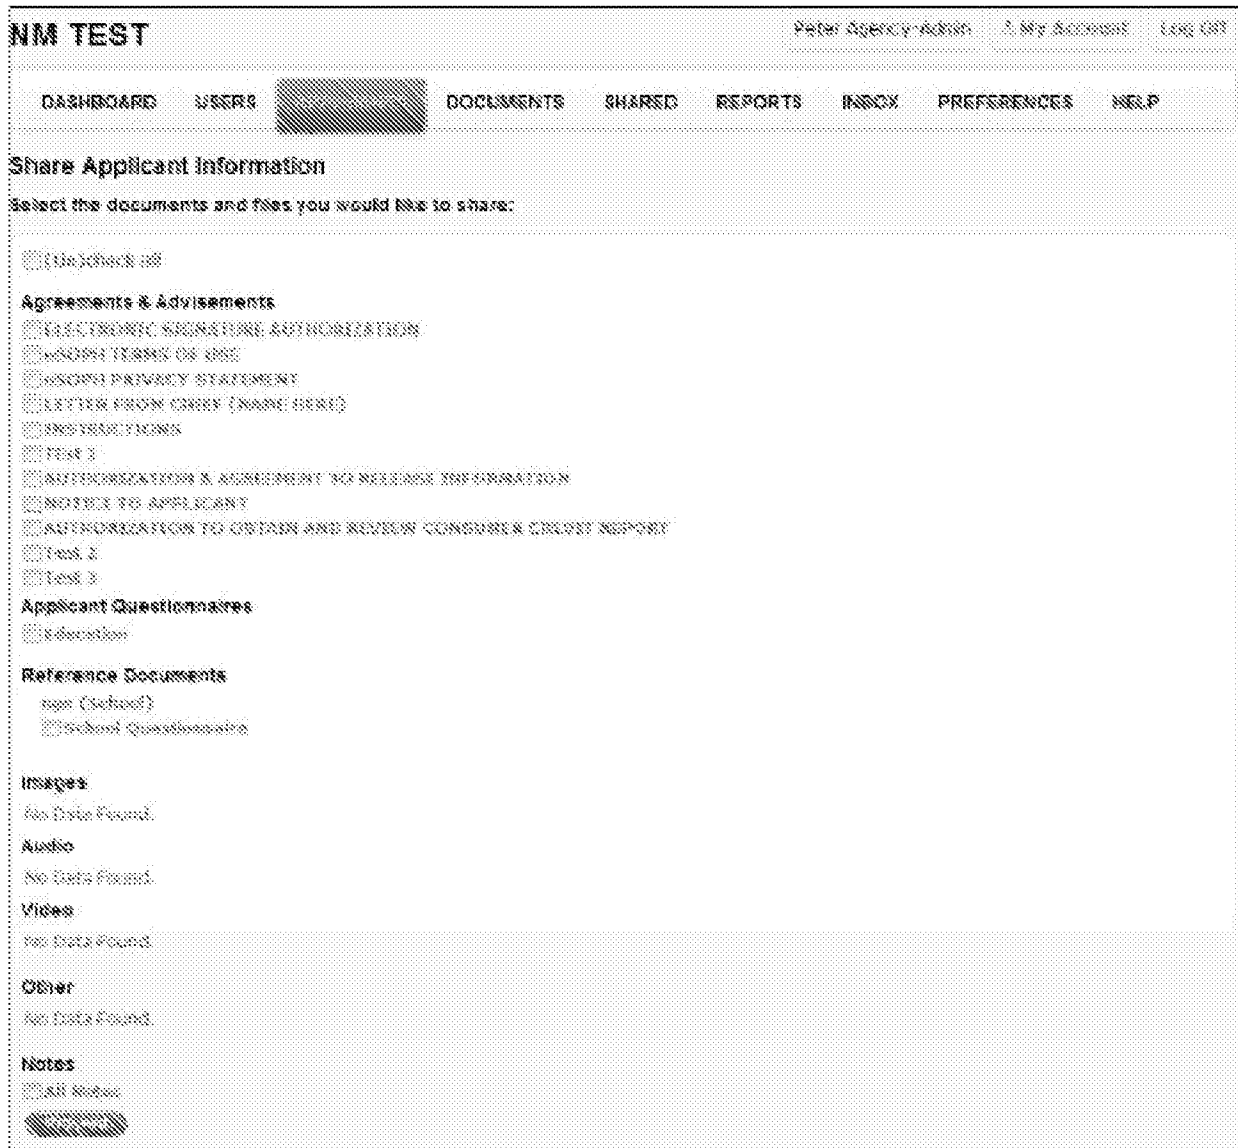 NM TEST
Peter Agency-Admin My Account Log Off
DASHBOARD USERS DOCUMENTS SHARED REPORTS INBOX PREFERENCES HELP
Share Applicant Information
Select the documents and files you would like to share:
(Un)check all
Agreements & Advisements
ELECTRONIC SIGNATURE AUTHORIZATION
eSOPH TERMS OF USE
eSOPH PRIVACY STATEMENT
LETTER FROM CHIEF (NAME HERE)
INSTRUCTIONS
Test 1
AUTHORIZATION & AGREEMENT TO RELEASE INFORMATION
NOTICE TO APPLICANT
AUTHORIZATION TO OBTAIN AND REVIEW CONSUMER CREDIT REPORT
Test 2
Test 3
Applicant Questionnaires
Education
Reference Documents
(School)
School Questionnaire
Images
No Data Found.
Audio
No Data Found.
Video
No Data Found.
Other
No Data Found.
Notes
All Notes